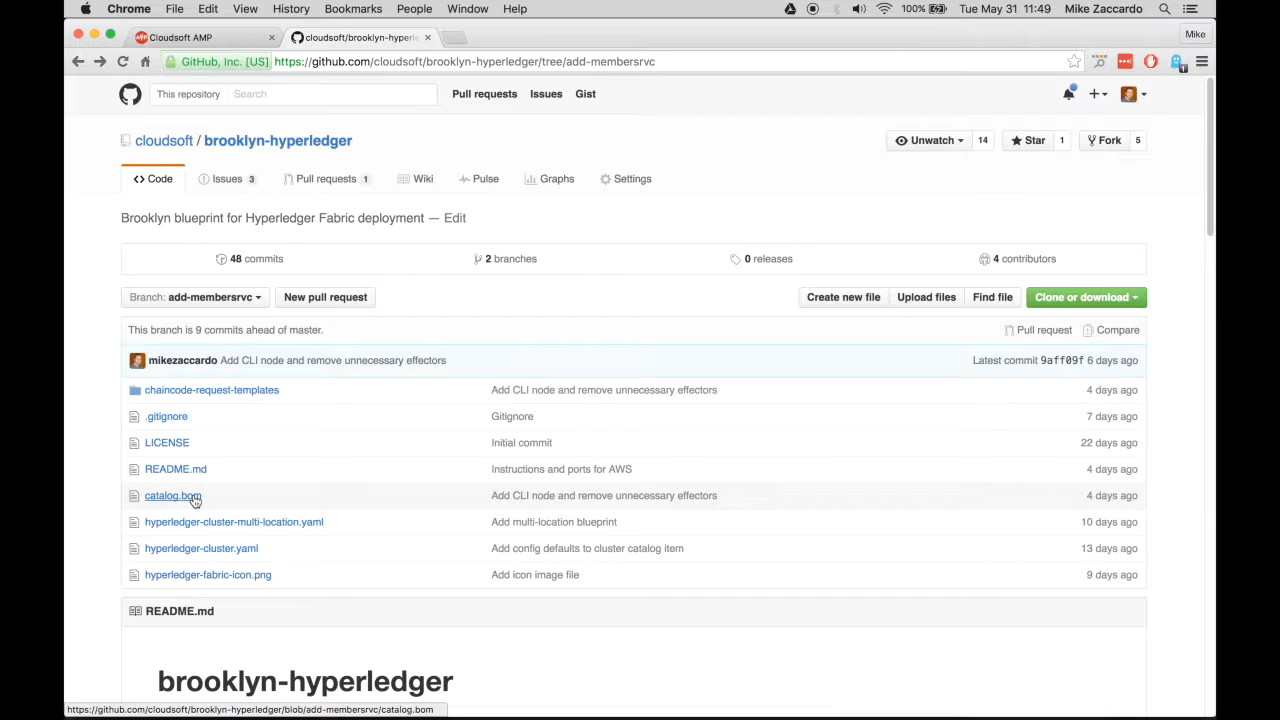 Chrome File Edit View History Bookmarks People Window Help 100% Tue May 31 11:49 Mike Zaccardo
Cloudsoft AMP × cloudsoft/brooklyn-hyperle × Mike
GitHub, Inc. [US] https://github.com/cloudsoft/brooklyn-hyperledger/tree/add-membersrvc
This repository Search Pull requests Issues Gist
cloudsoft / brooklyn-hyperledger Unwatch 14 Star 1 Fork 5
Code Issues 3 Pull requests 1 Wiki Pulse Graphs Settings
Brooklyn blueprint for Hyperledger Fabric deployment — Edit
48 commits 2 branches 0 releases 4 contributors
Branch: add-membersrvc New pull request Create new file Upload files Find file Clone or download
This branch is 9 commits ahead of master. Pull request Compare
mikezaccardo Add CLI node and remove unnecessary effectors Latest commit 9aff09f 6 days ago
chaincode-request-templates Add CLI node and remove unnecessary effectors 4 days ago
.gitignore Gitignore 7 days ago
LICENSE Initial commit 22 days ago
README.md Instructions and ports for AWS 4 days ago
catalog.bom Add CLI node and remove unnecessary effectors 4 days ago
hyperledger-cluster-multi-location.yaml Add multi-location blueprint 10 days ago
hyperledger-cluster.yaml Add config defaults to cluster catalog item 13 days ago
hyperledger-fabric-icon.png Add icon image file 9 days ago
README.md
brooklyn-hyperledger
https://github.com/cloudsoft/brooklyn-hyperledger/blob/add-membersrvc/catalog.bom